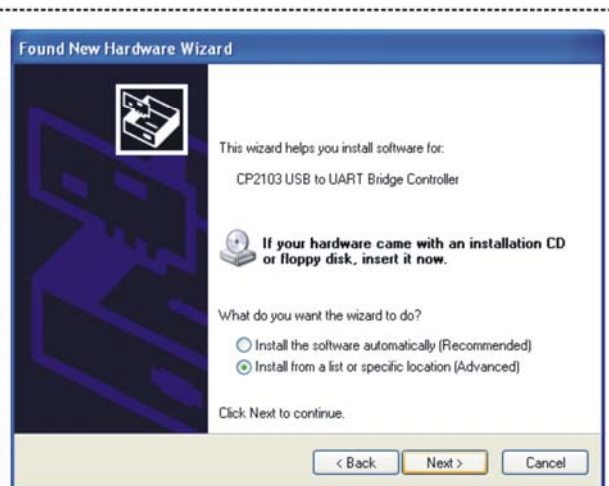 Found New Hardware Wizard
This wizard helps you install software for:
CP2103 USB to UART Bridge Controller
If your hardware came with an installation CD
or floppy disk, insert it now.
What do you want the wizard to do?
Install the software automatically (Recommended)
Install from a list or specific location (Advanced)
Click Next to continue.
< Back Next > Cancel